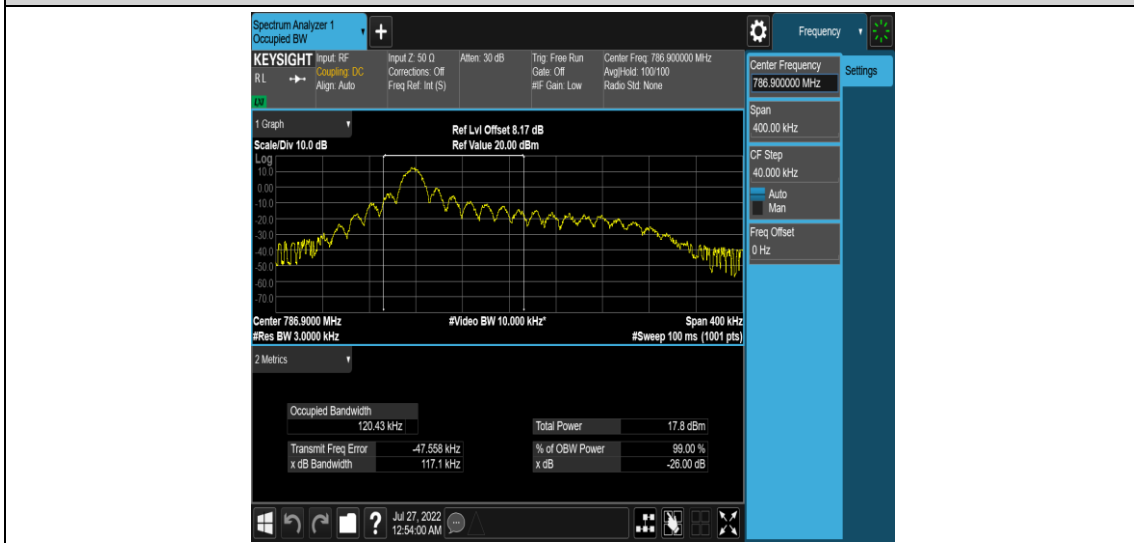 Spectrum Analyzer 1
Occupied BW
+
Frequency
KEYSIGHT
RL
LXI
Input: RF
Coupling: DC
Align: Auto
Input Z: 50 Ω
Corrections: Off
Freq Ref: Int (S)
Atten: 30 dB
Trig: Free Run
Gate: Off
#IF Gain: Low
Center Freq: 786.900000 MHz
Avg|Hold: 100/100
Radio Std: None
Center Frequency
786.900000 MHz
Settings
Span
400.00 kHz
CF Step
40.000 kHz
Auto
Man
Freq Offset
0 Hz
1 Graph
Scale/Div 10.0 dB
Ref Lvl Offset 8.17 dB
Ref Value 20.00 dBm
Log
10.0
0.00
-10.0
-20.0
-30.0
-40.0
-50.0
-60.0
-70.0
Center 786.9000 MHz
#Video BW 10.000 kHz*
Span 400 kHz
#Res BW 3.0000 kHz
#Sweep 100 ms (1001 pts)
2 Metrics
Occupied Bandwidth
120.43 kHz
Total Power 17.8 dBm
Transmit Freq Error -47.558 kHz
% of OBW Power 99.00 %
x dB Bandwidth 117.1 kHz
x dB -26.00 dB
?
Jul 27, 2022
12:54:00 AM